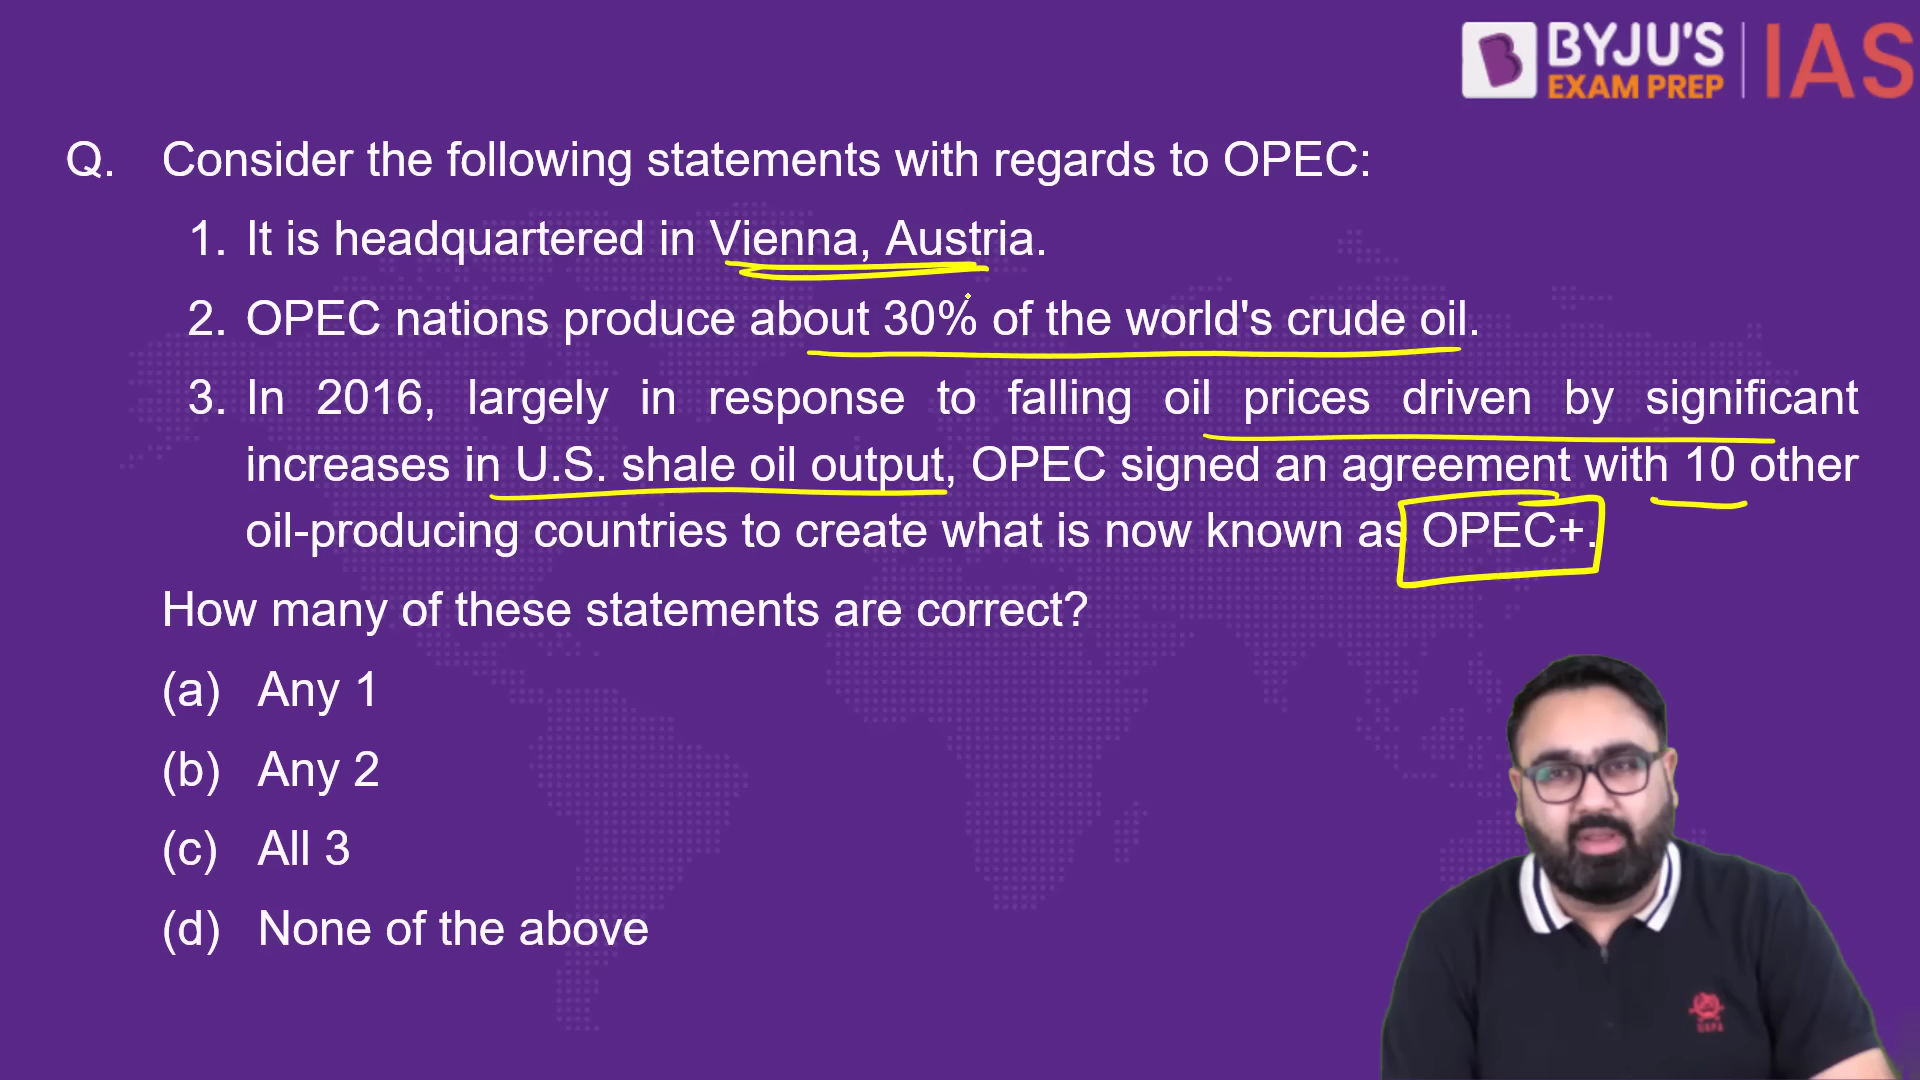 BYJU'S
EXAM PREP
IAS
Q. Consider the following statements with regards to OPEC:
1. It is headquartered in Vienna, Austria.
2. OPEC nations produce about 30% of the world's crude oil.
3. In 2016, largely in response to falling oil prices driven by significant
increases in U.S. shale oil output, OPEC signed an agreement with 10 other
oil-producing countries to create what is now known as OPEC+.
How many of these statements are correct?
(a) Any 1
(b) Any 2
(c) All 3
(d) None of the above